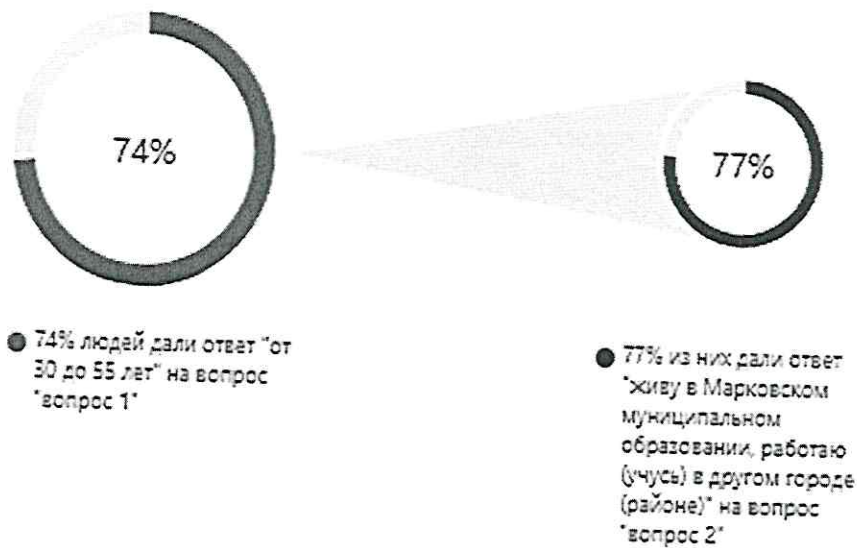 74%
77%
74% людей дали ответ "от
30 до 55 лет" на вопрос
"вопрос 1"
77% из них дали ответ
"живу в Марковском
муниципальном
образовании, работаю
(учусь) в другом городе
(районе)" на вопрос
"вопрос 2"